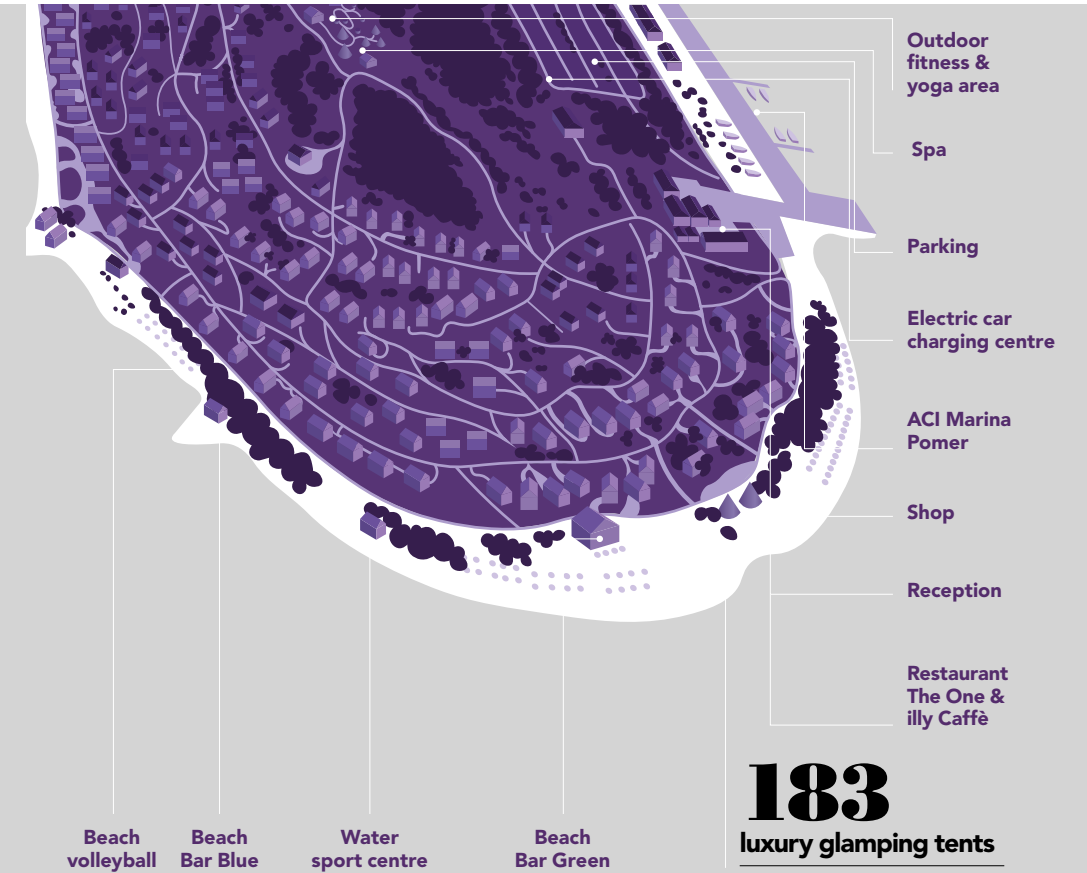 Outdoor
fitness &
yoga area
Spa
Parking
Electric car
charging centre
ACI Marina
Pomer
Shop
Reception
Restaurant
The One &
illy Caffè
183
luxury glamping tents
Beach
volleyball
Beach
Bar Blue
Water
sport centre
Beach
Bar Green